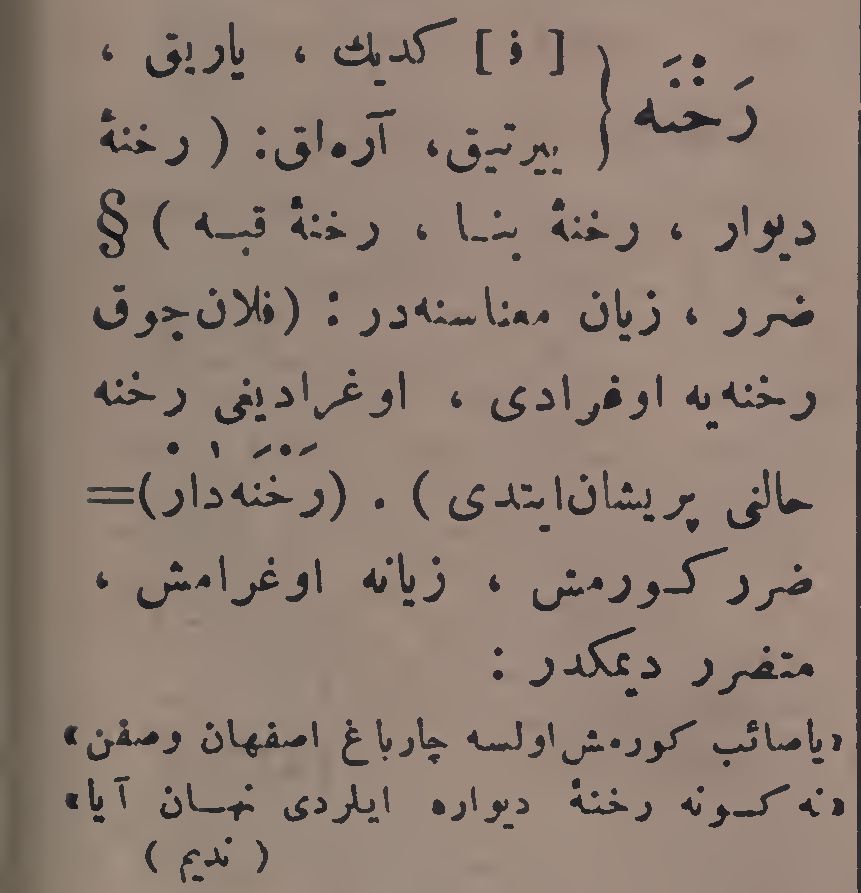 رَخْنَه { [ ف ] كديك ، ياريق ،
ييرتيق، آره‌لق: ( رخنهٔ
ديوار ، رخنهٔ بنـا ، رخنهٔ قبـه ) §
ضرر ، زيان معناسنه‌در : (فلان چوق
رخنه‌يه اوغرادى ، اوغراديغى رخنه
حالنى پريشان ايتدى ) . (رَخْنَه‌دار)=
ضرر كـورمش ، زيانه اوغرامش ،
متضرر ديمكدر :
«يا صائب كورمش اولسه چارباغ اصفهان وصفن»
«نه كـونه رخنهٔ ديواره ايلردى نهـان آيا»
( نديم )